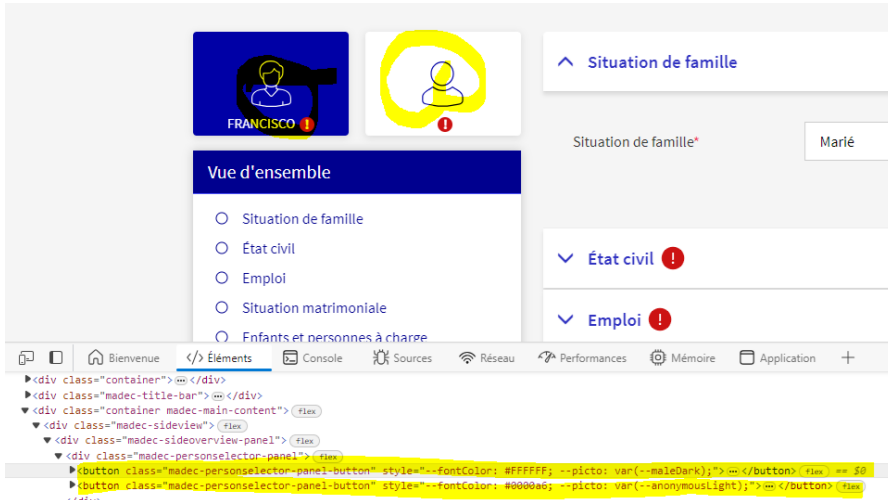 Situation de famille
FRANCISCO !
!
Situation de famille*
Marié
Vue d'ensemble
Situation de famille
État civil
Emploi
Situation matrimoniale
Enfants et personnes à charge
État civil !
Emploi !
Bienvenue </> Éléments Console Sources Réseau Performances Mémoire Application +
<div class="container">…</div>
<div class="madec-title-bar">…</div>
<div class="container madec-main-content"> flex
<div class="madec-sideview"> flex
<div class="madec-sideoverview-panel"> flex
<div class="madec-personselector-panel"> flex
<button class="madec-personselector-panel-button" style="--fontColor: #FFFFFF; --picto: var(--maleDark);">…</button> flex == $0
<button class="madec-personselector-panel-button" style="--fontColor: #0000a6; --picto: var(--anonymousLight);">…</button> flex
</div>